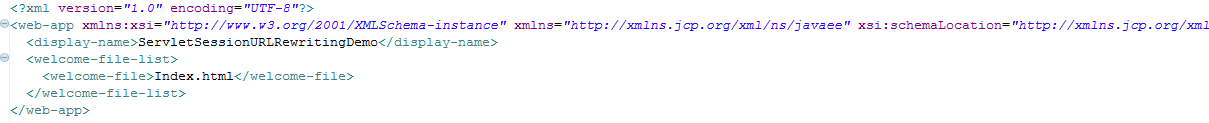 <?xml version="1.0" encoding="UTF-8"?>
<web-app xmlns:xsi="http://www.w3.org/2001/XMLSchema-instance" xmlns="http://xmlns.jcp.org/xml/ns/javaee" xsi:schemaLocation="http://xmlns.jcp.org/xml
<display-name>ServletSessionURLRewritingDemo</display-name>
<welcome-file-list>
<welcome-file>Index.html</welcome-file>
</welcome-file-list>
</web-app>